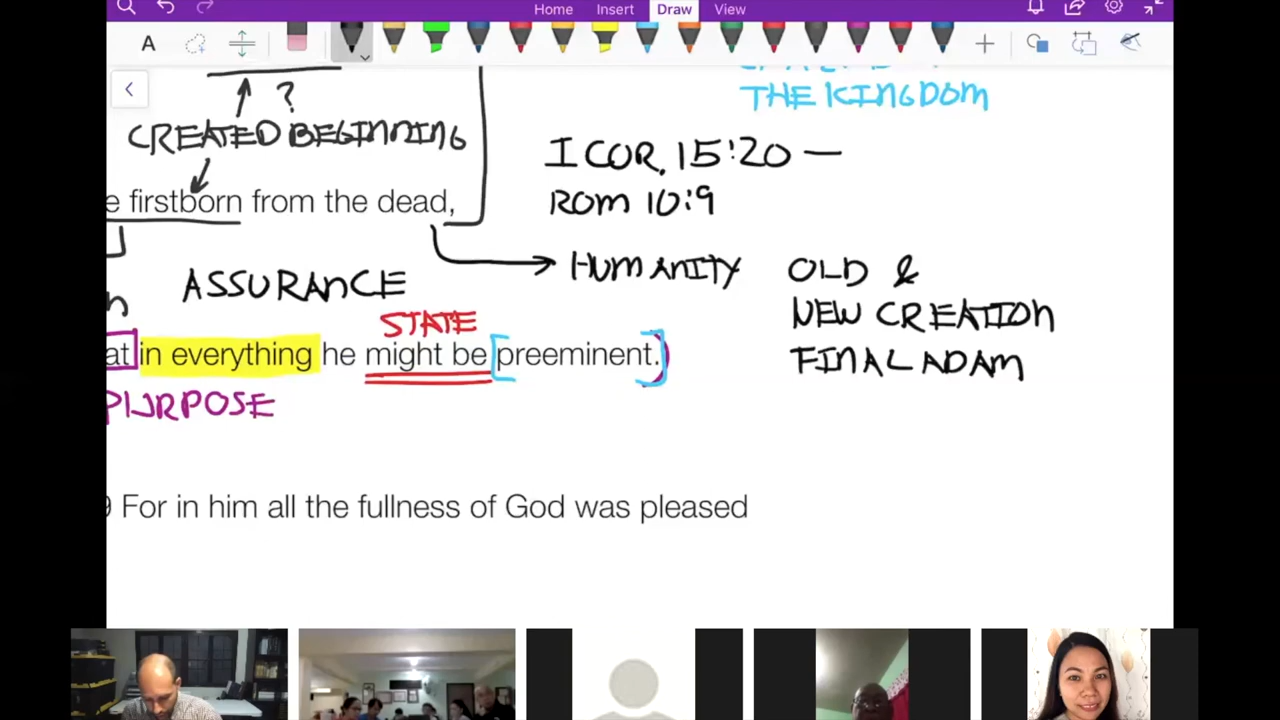 Home Insert Draw View
A
THE KINGDOM
?
CREATED BEGINNING
I COR. 15:20 —
e firstborn from the dead,
ROM 10:9
HUMANITY
OLD &
ASSURANCE
NEW CREATION
STATE
at in everything he might be [preeminent.])
FINAL ADAM
PURPOSE
9 For in him all the fullness of God was pleased